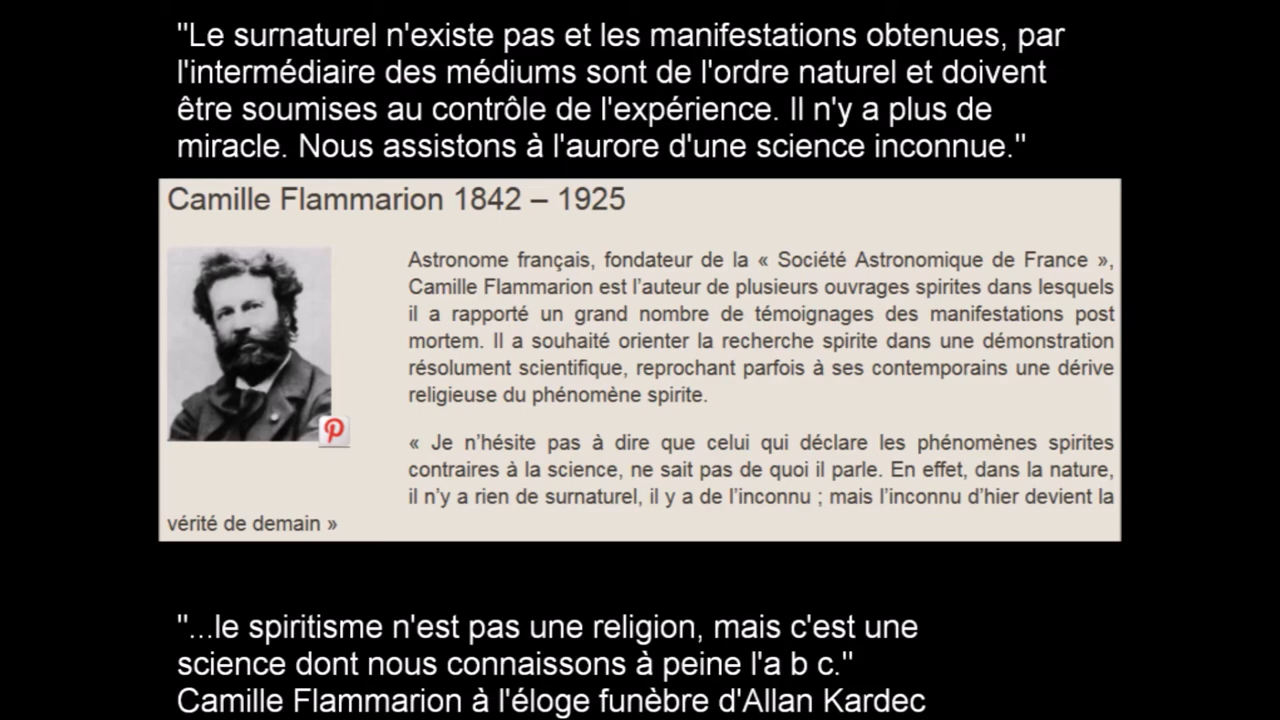 "Le surnaturel n'existe pas et les manifestations obtenues, par
l'intermédiaire des médiums sont de l'ordre naturel et doivent
être soumises au contrôle de l'expérience. Il n'y a plus de
miracle. Nous assistons à l'aurore d'une science inconnue."
Camille Flammarion 1842 – 1925
Astronome français, fondateur de la « Société Astronomique de France »,
Camille Flammarion est l’auteur de plusieurs ouvrages spirites dans lesquels
il a rapporté un grand nombre de témoignages des manifestations post
mortem. Il a souhaité orienter la recherche spirite dans une démonstration
résolument scientifique, reprochant parfois à ses contemporains une dérive
religieuse du phénomène spirite.
« Je n’hésite pas à dire que celui qui déclare les phénomènes spirites
contraires à la science, ne sait pas de quoi il parle. En effet, dans la nature,
il n’y a rien de surnaturel, il y a de l’inconnu ; mais l’inconnu d’hier devient la
vérité de demain »
"...le spiritisme n'est pas une religion, mais c'est une
science dont nous connaissons à peine l'a b c."
Camille Flammarion à l'éloge funèbre d'Allan Kardec